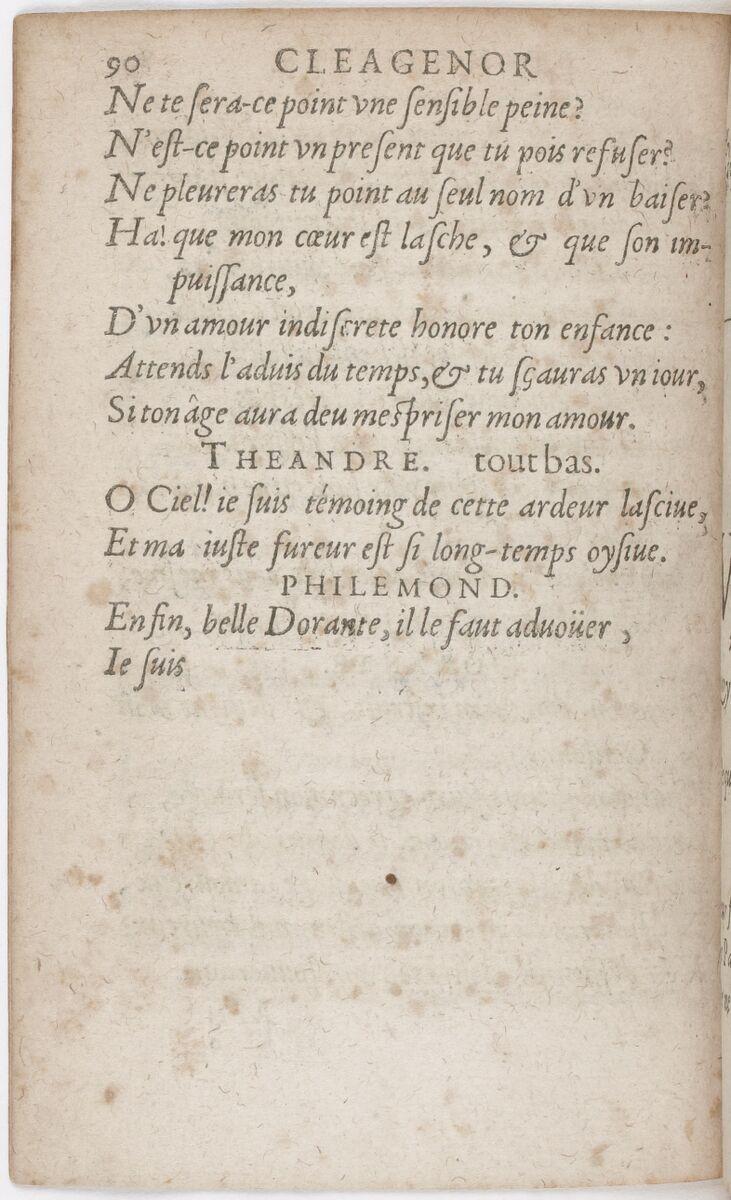 90 CLEAGENOR
Ne te ſera-ce point vne ſenſible peine?
N'eſt-ce point vn preſent que tu pois refuſer?
Ne pleureras tu point au ſeul nom d'vn baiſer?
Ha! que mon cœur eſt laſche, & que ſon im-
puiſſance,
D'vn amour indiſcrete honore ton enfance :
Attends l'aduis du temps, & tu ſçauras vn iour,
Si ton âge aura deu meſpriſer mon amour.
THEANDRE. tout bas.
O Ciel! ie ſuis témoing de cette ardeur laſciue,
Et ma iuſte fureur eſt ſi long-temps oyſiue.
PHILEMOND.
Enfin, belle Dorante, il le faut aduoüer,
Ie ſuis